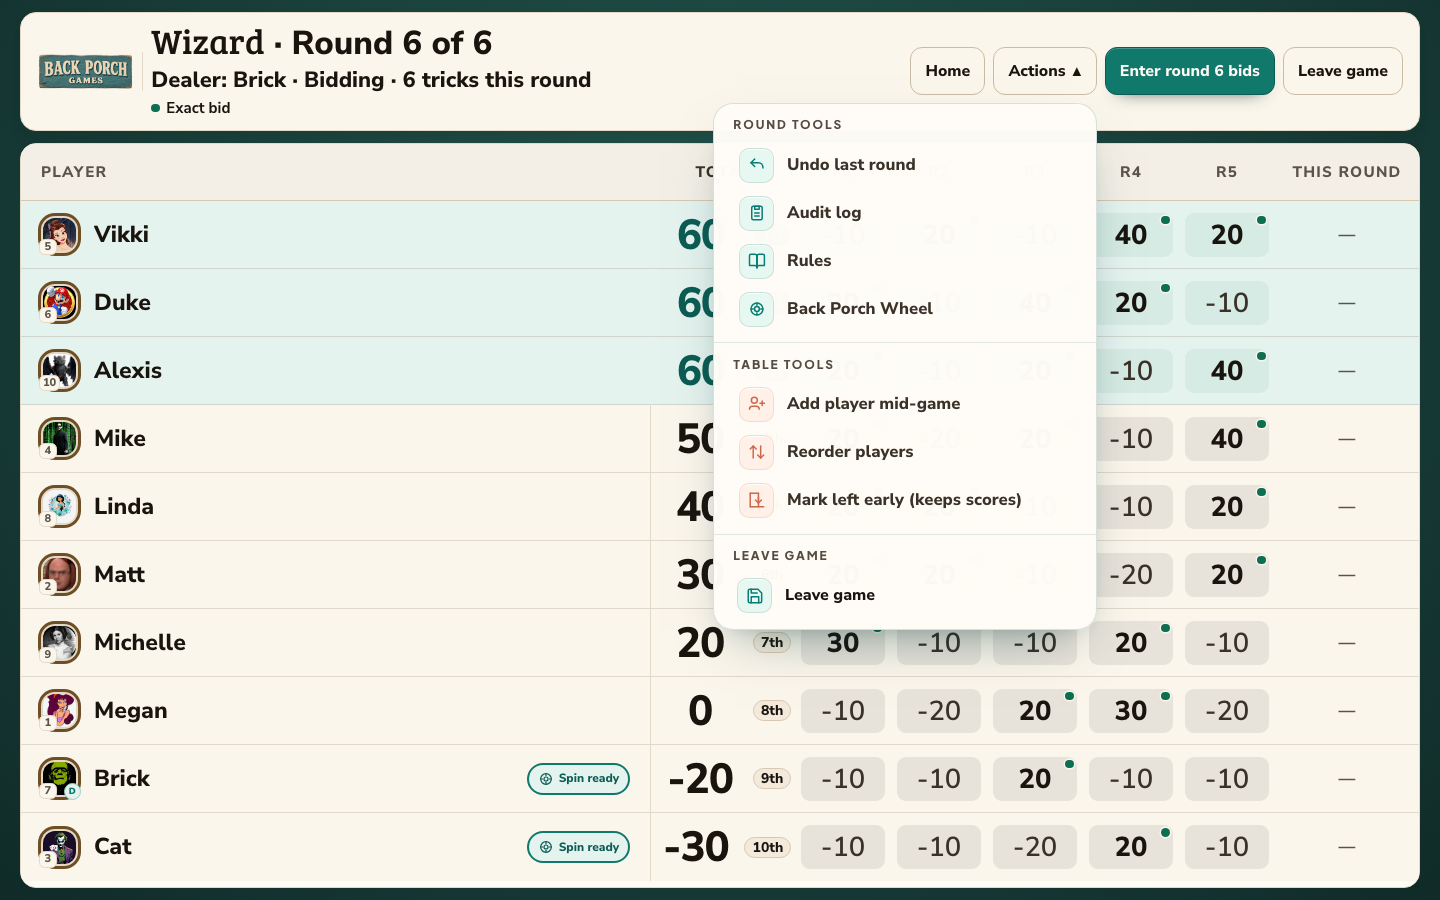 BACK PORCH
GAMES
Wizard · Round 6 of 6
Dealer: Brick · Bidding · 6 tricks this round
Exact bid
Home
Actions ▲
Enter round 6 bids
Leave game
ROUND TOOLS
Undo last round
Audit log
Rules
Back Porch Wheel
TABLE TOOLS
Add player mid-game
Reorder players
Mark left early (keeps scores)
LEAVE GAME
Leave game
PLAYER R4 R5 THIS ROUND
5 Vikki 60 40 20 —
6 Duke 60 20 -10 —
10 Alexis 60 -10 40 —
4 Mike 50 -10 40 —
8 Linda 40 -10 20 —
2 Matt 30 -20 20 —
9 Michelle 20 7th 30 -10 -10 20 -10 —
1 Megan 0 8th -10 -20 20 30 -20 —
7 D Brick Spin ready -20 9th -10 -10 20 -10 -10 —
3 Cat Spin ready -30 10th -10 -10 -20 20 -10 —